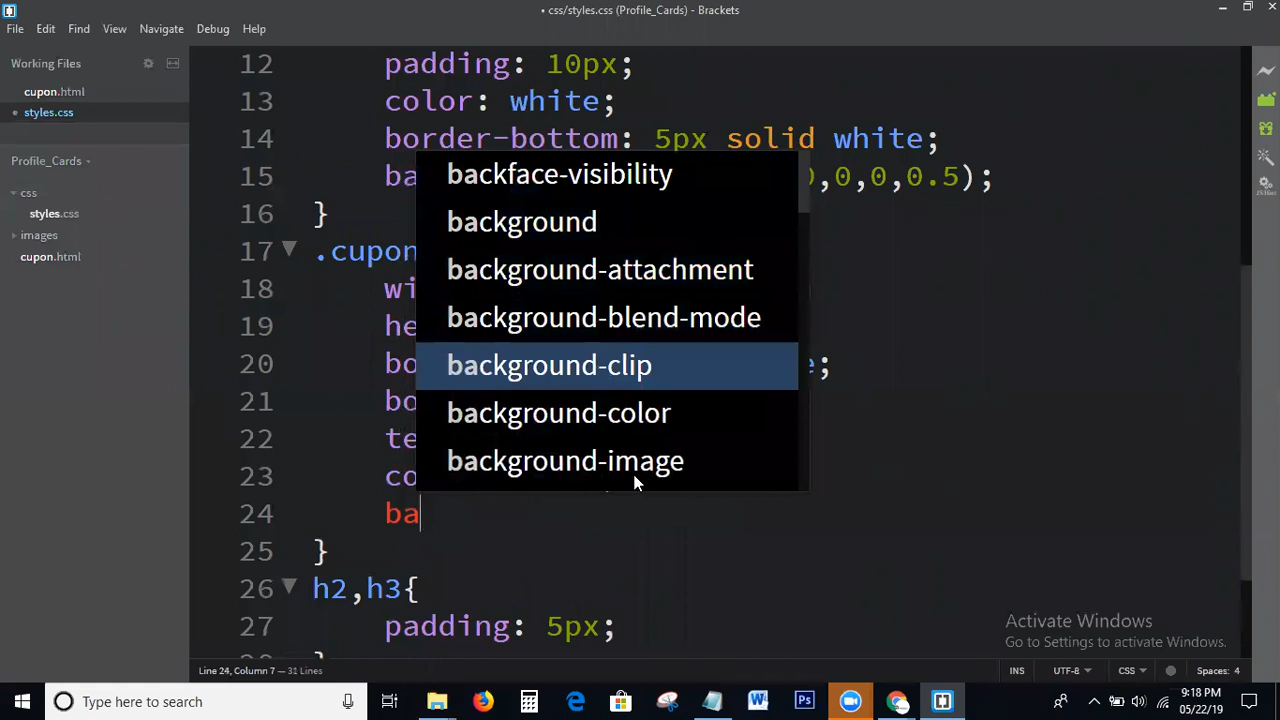 • css/styles.css (Profile_Cards) - Brackets
File Edit Find View Navigate Debug Help
Working Files
cupon.html
styles.css
Profile_Cards
css
styles.css
images
cupon.html
12 padding: 10px;
13 color: white;
14 border-bottom: 5px solid white;
15 ba 0,0,0.5);
16 }
17 .cupon
18 wi
19 he
20 bo ;
21 bo
22 te
23 co
24 ba
25 }
26 h2,h3{
27 padding: 5px;
backface-visibility
background
background-attachment
background-blend-mode
background-clip
background-color
background-image
Activate Windows
Go to Settings to activate Windows.
Line 24, Column 7 — 31 Lines
INS UTF-8 CSS Spaces: 4
Type here to search
9:18 PM
05/22/19